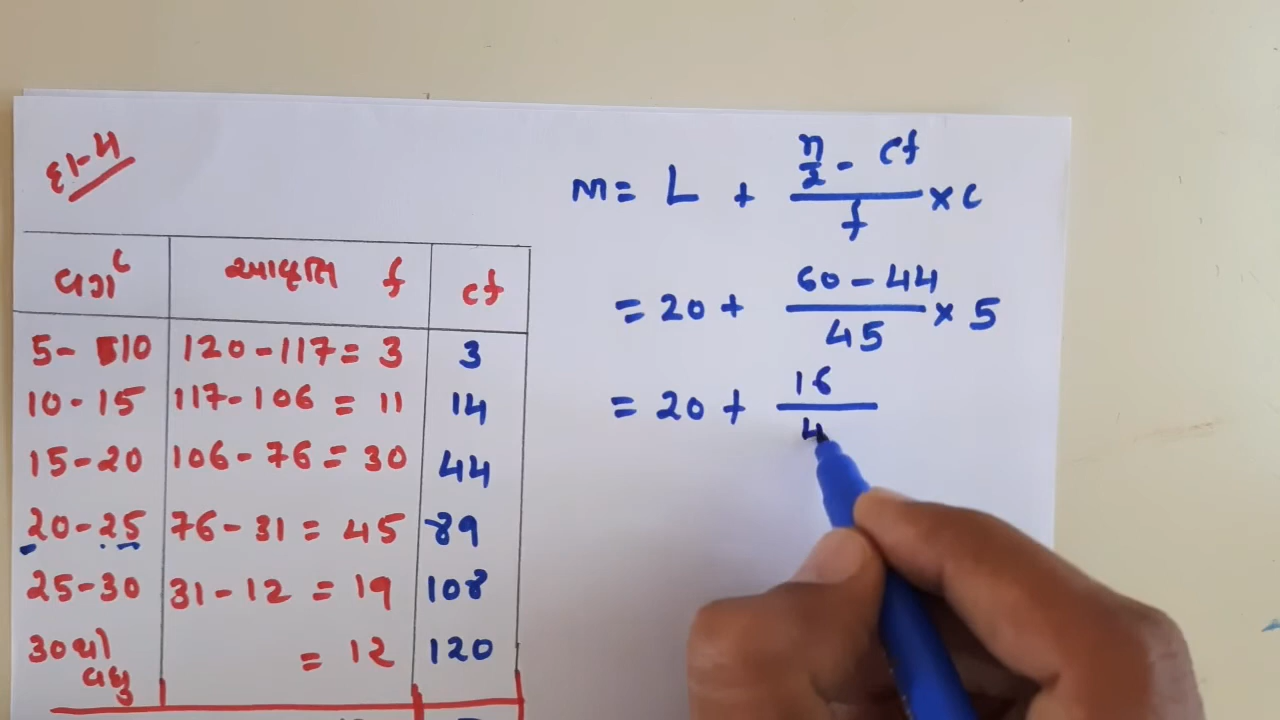 દા-૫
M = L + n/2 - cf / f × c
= 20 + 60 - 44 / 45 × 5
= 20 + 16 / 4
વર્ગ આવૃત્તિ f cf
5 - 10 120 - 117 = 3 3
10 - 15 117 - 106 = 11 14
15 - 20 106 - 76 = 30 44
20 - 25 76 - 31 = 45 89
25 - 30 31 - 12 = 19 108
30થી વધુ = 12 120